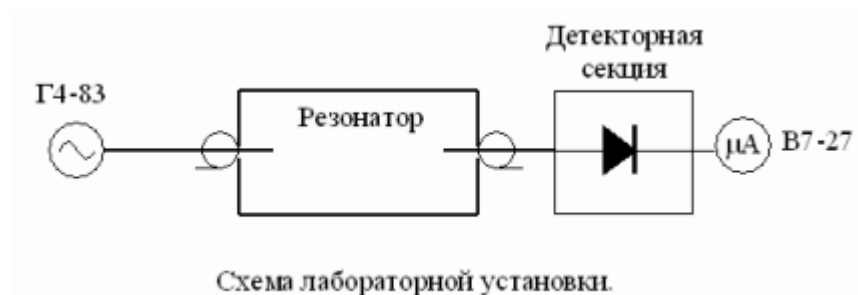 Детекторная
секция
Г4-83
Резонатор
μA
В7-27
Схема лабораторной установки.